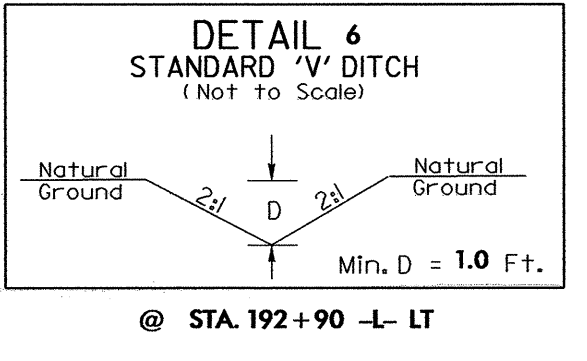 DETAIL 6
STANDARD 'V' DITCH
(Not to Scale)
Natural
Ground
2:1
D
2:1
Natural
Ground
Min. D = 1.0 Ft.
@ STA. 192+90 -L- LT